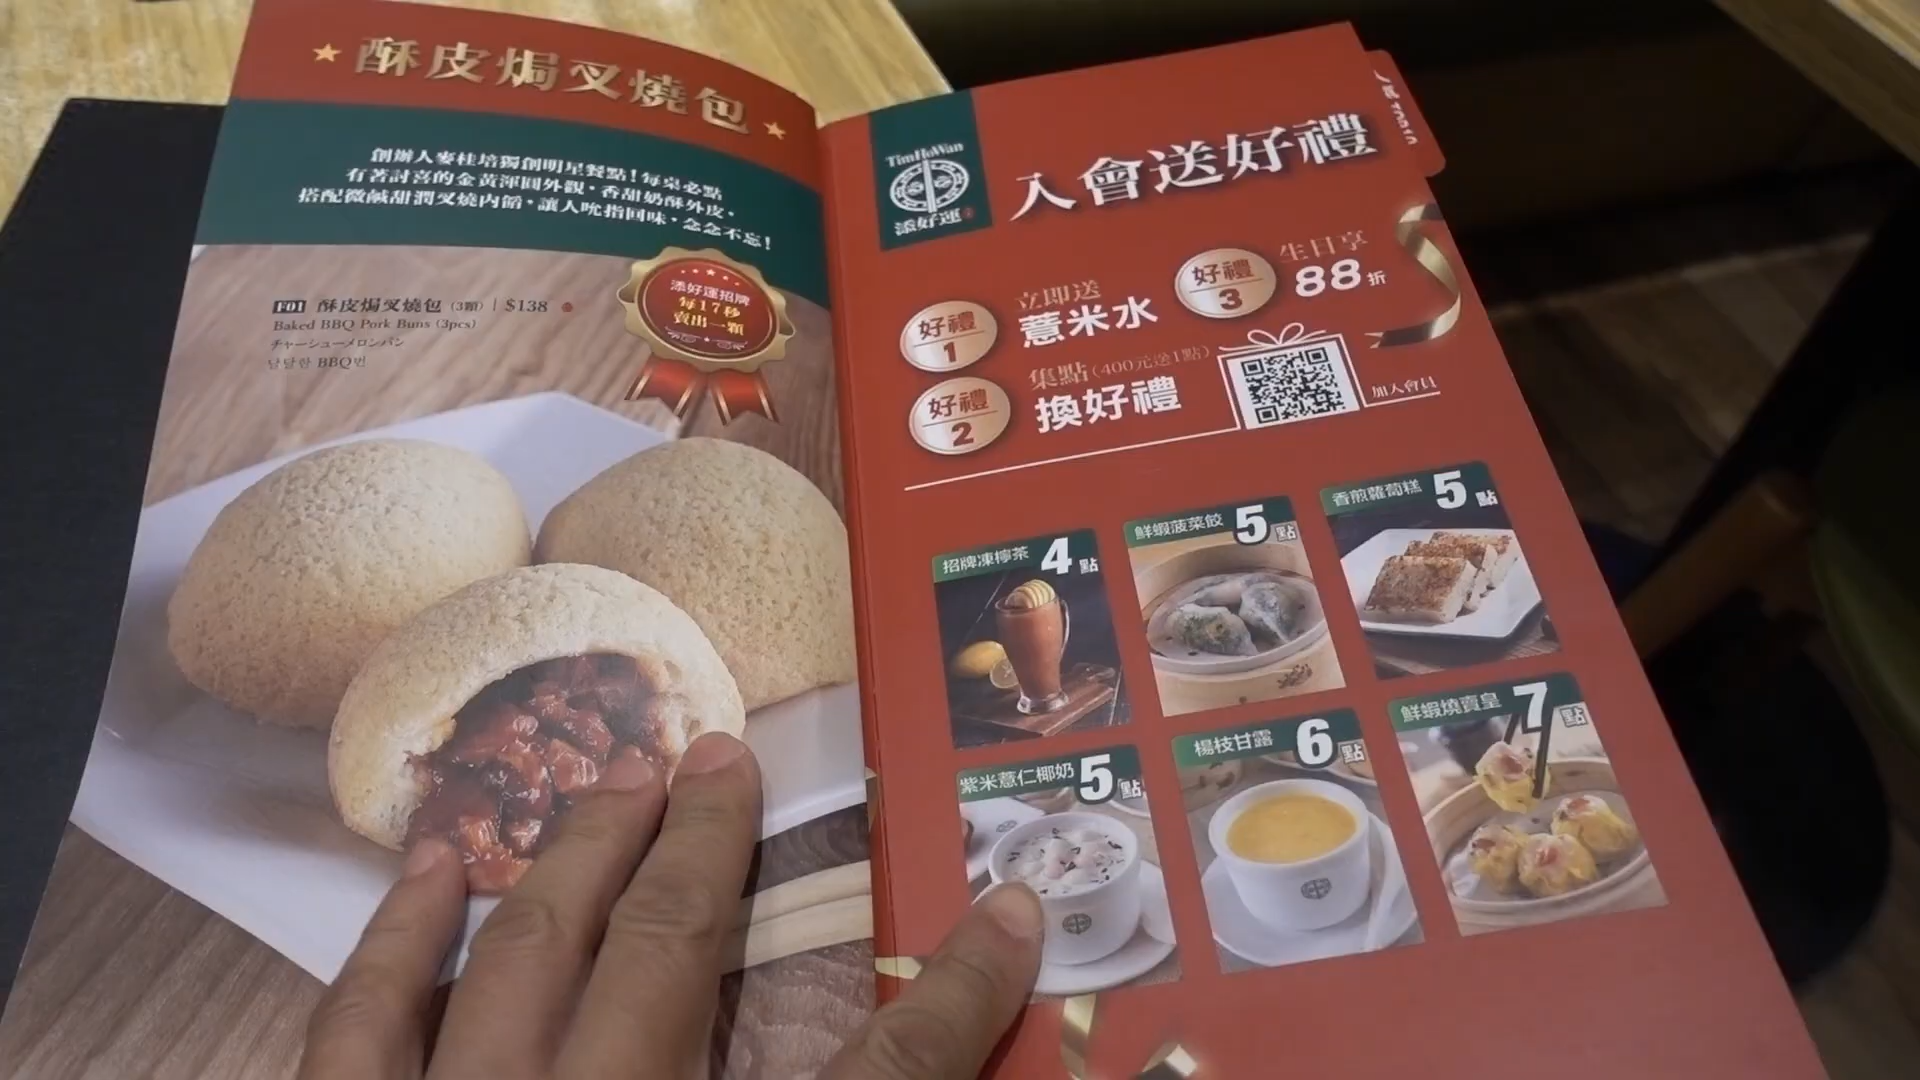 酥皮焗叉燒包
創辦人麥桂培獨創明星餐點!每桌必點
有著討喜的金黃渾圓外觀,香甜奶酥外皮,
搭配微鹹甜潤叉燒內餡,讓人吮指回味,念念不忘!
添好運招牌
每17秒
賣出一顆
F01 酥皮焗叉燒包 (3顆) | $138
Baked BBQ Pork Buns (3pcs)
チャーシューメロンパン
달달한 BBQ번
TimHoWan
添好運
入會送好禮
好禮
1
立即送
薏米水
好禮
2
集點(400元送1點)
換好禮
好禮
3
生日享
88折
加入會員
招牌凍檸茶 4點
鮮蝦菠菜餃 5點
香煎蘿蔔糕 5點
紫米薏仁椰奶 5點
楊枝甘露 6點
鮮蝦燒賣皇 7點